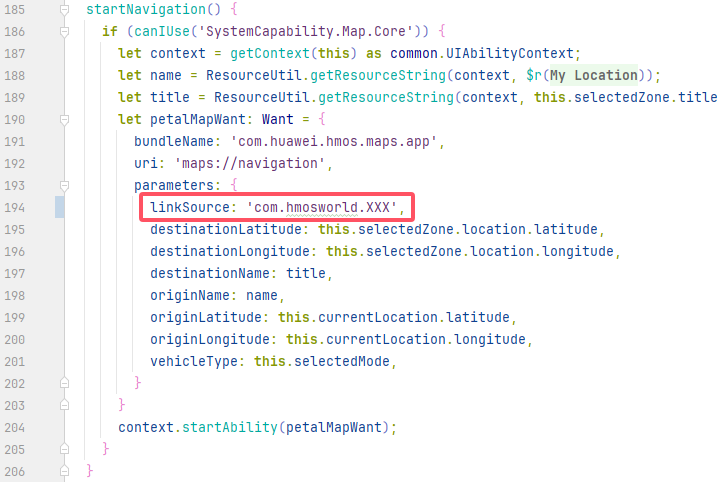 185 startNavigation() {
186 if (canIUse('SystemCapability.Map.Core')) {
187 let context = getContext(this) as common.UIAbilityContext;
188 let name = ResourceUtil.getResourceString(context, $r(My Location));
189 let title = ResourceUtil.getResourceString(context, this.selectedZone.title
190 let petalMapWant: Want = {
191 bundleName: 'com.huawei.hmos.maps.app',
192 uri: 'maps://navigation',
193 parameters: {
194 linkSource: 'com.hmosworld.XXX',
195 destinationLatitude: this.selectedZone.location.latitude,
196 destinationLongitude: this.selectedZone.location.longitude,
197 destinationName: title,
198 originName: name,
199 originLatitude: this.currentLocation.latitude,
200 originLongitude: this.currentLocation.longitude,
201 vehicleType: this.selectedMode,
202 }
203 }
204 context.startAbility(petalMapWant);
205 }
206 }